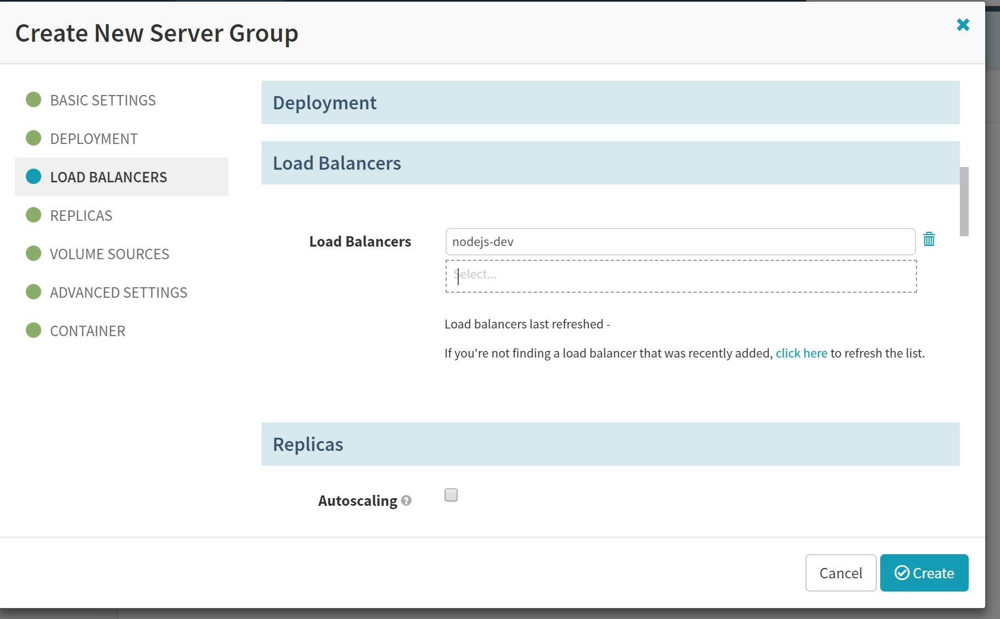 Create New Server Group
BASIC SETTINGS
DEPLOYMENT
LOAD BALANCERS
REPLICAS
VOLUME SOURCES
ADVANCED SETTINGS
CONTAINER
Deployment
Load Balancers
Load Balancers
nodejs-dev
Select...
Load balancers last refreshed -
If you're not finding a load balancer that was recently added, click here to refresh the list.
Replicas
Autoscaling ?
Cancel
Create